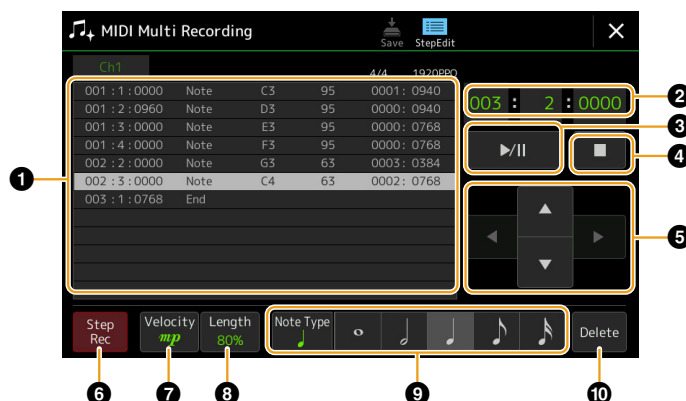 MIDI Multi Recording
Save
StepEdit
Ch1
4/4 1920PPQ
001 : 1 : 0000 Note C3 95 0001 : 0940
001 : 2 : 0960 Note D3 95 0000 : 0940
001 : 3 : 0000 Note E3 95 0000 : 0768
001 : 4 : 0000 Note F3 95 0000 : 0768
002 : 2 : 0000 Note G3 63 0003 : 0384
002 : 3 : 0000 Note C4 63 0002 : 0768
003 : 1 : 0768 End
003 : 2 : 0000
1
2
3
4
5
Step
Rec
Velocity
mp
Length
80%
Note Type
Delete
6
7
8
9
10